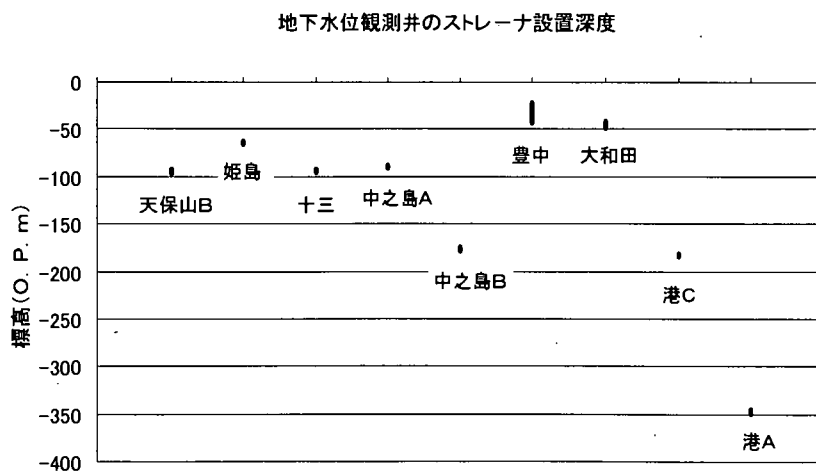 地下水位観測井のストレーナ設置深度
標高(O. P. m)
0
-50
-100
-150
-200
-250
-300
-350
-400
天保山B
姫島
十三
中之島A
中之島B
豊中
大和田
港C
港A